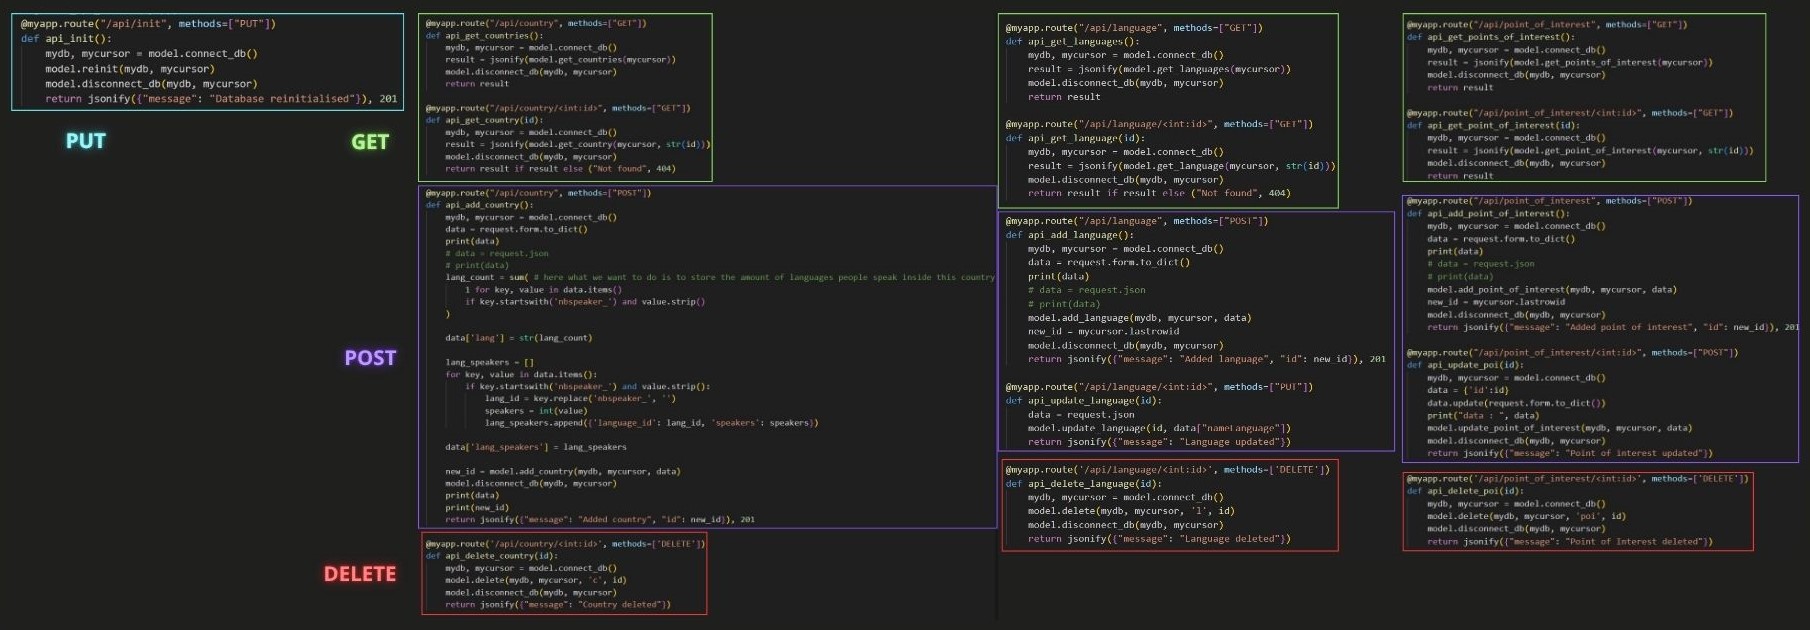 @myapp.route("/api/init", methods=["PUT"])
def api_init():
mydb, mycursor = model.connect_db()
model.reinit(mydb, mycursor)
model.disconnect_db(mydb, mycursor)
return jsonify({"message": "Database reinitialised"}), 201
PUT
GET
@myapp.route("/api/country", methods=["GET"])
def api_get_countries():
mydb, mycursor = model.connect_db()
result = jsonify(model.get_countries(mycursor))
model.disconnect_db(mydb, mycursor)
return result
@myapp.route("/api/country/<int:id>", methods=["GET"])
def api_get_country(id):
mydb, mycursor = model.connect_db()
result = jsonify(model.get_country(mycursor, str(id)))
model.disconnect_db(mydb, mycursor)
return result if result else ("Not found", 404)
POST
@myapp.route("/api/country", methods=["POST"])
def api_add_country():
mydb, mycursor = model.connect_db()
data = request.form.to_dict()
print(data)
# data = request.json
# print(data)
lang_count = sum( # here what we want to do is to store the amount of languages people speak inside this country
1 for key, value in data.items()
if key.startswith('nbspeaker_') and value.strip()
)
data['lang'] = str(lang_count)
lang_speakers = []
for key, value in data.items():
if key.startswith('nbspeaker_') and value.strip():
lang_id = key.replace('nbspeaker_', '')
speakers = int(value)
lang_speakers.append({'language_id': lang_id, 'speakers': speakers})
data['lang_speakers'] = lang_speakers
new_id = model.add_country(mydb, mycursor, data)
model.disconnect_db(mydb, mycursor)
print(data)
print(new_id)
return jsonify({"message": "Added country", "id": new_id}), 201
DELETE
@myapp.route('/api/country/<int:id>', methods=['DELETE'])
def api_delete_country(id):
mydb, mycursor = model.connect_db()
model.delete(mydb, mycursor, 'c', id)
model.disconnect_db(mydb, mycursor)
return jsonify({"message": "Country deleted"})
@myapp.route("/api/language", methods=["GET"])
def api_get_languages():
mydb, mycursor = model.connect_db()
result = jsonify(model.get_languages(mycursor))
model.disconnect_db(mydb, mycursor)
return result
@myapp.route("/api/language/<int:id>", methods=["GET"])
def api_get_language(id):
mydb, mycursor = model.connect_db()
result = jsonify(model.get_language(mycursor, str(id)))
model.disconnect_db(mydb, mycursor)
return result if result else ("Not found", 404)
@myapp.route("/api/language", methods=["POST"])
def api_add_language():
mydb, mycursor = model.connect_db()
data = request.form.to_dict()
print(data)
# data = request.json
# print(data)
model.add_language(mydb, mycursor, data)
new_id = mycursor.lastrowid
model.disconnect_db(mydb, mycursor)
return jsonify({"message": "Added language", "id": new_id}), 201
@myapp.route("/api/language/<int:id>", methods=["PUT"])
def api_update_language(id):
data = request.json
model.update_language(id, data["nameLanguage"])
return jsonify({"message": "Language updated"})
@myapp.route('/api/language/<int:id>', methods=['DELETE'])
def api_delete_language(id):
mydb, mycursor = model.connect_db()
model.delete(mydb, mycursor, 'l', id)
model.disconnect_db(mydb, mycursor)
return jsonify({"message": "Language deleted"})
@myapp.route("/api/point_of_interest", methods=["GET"])
def api_get_points_of_interest():
mydb, mycursor = model.connect_db()
result = jsonify(model.get_points_of_interest(mycursor))
model.disconnect_db(mydb, mycursor)
return result
@myapp.route("/api/point_of_interest/<int:id>", methods=["GET"])
def api_get_point_of_interest(id):
mydb, mycursor = model.connect_db()
result = jsonify(model.get_point_of_interest(mycursor, str(id)))
model.disconnect_db(mydb, mycursor)
return result
@myapp.route("/api/point_of_interest", methods=["POST"])
def api_add_point_of_interest():
mydb, mycursor = model.connect_db()
data = request.form.to_dict()
print(data)
# data = request.json
# print(data)
model.add_point_of_interest(mydb, mycursor, data)
new_id = mycursor.lastrowid
model.disconnect_db(mydb, mycursor)
return jsonify({"message": "Added point of interest", "id": new_id}), 201
@myapp.route("/api/point_of_interest/<int:id>", methods=["POST"])
def api_update_poi(id):
mydb, mycursor = model.connect_db()
data = {'id':id}
data.update(request.form.to_dict())
print("data : ", data)
model.update_point_of_interest(mydb, mycursor, data)
model.disconnect_db(mydb, mycursor)
return jsonify({"message": "Point of interest updated"})
@myapp.route('/api/point_of_interest/<int:id>', methods=['DELETE'])
def api_delete_poi(id):
mydb, mycursor = model.connect_db()
model.delete(mydb, mycursor, 'poi', id)
model.disconnect_db(mydb, mycursor)
return jsonify({"message": "Point of Interest deleted"})